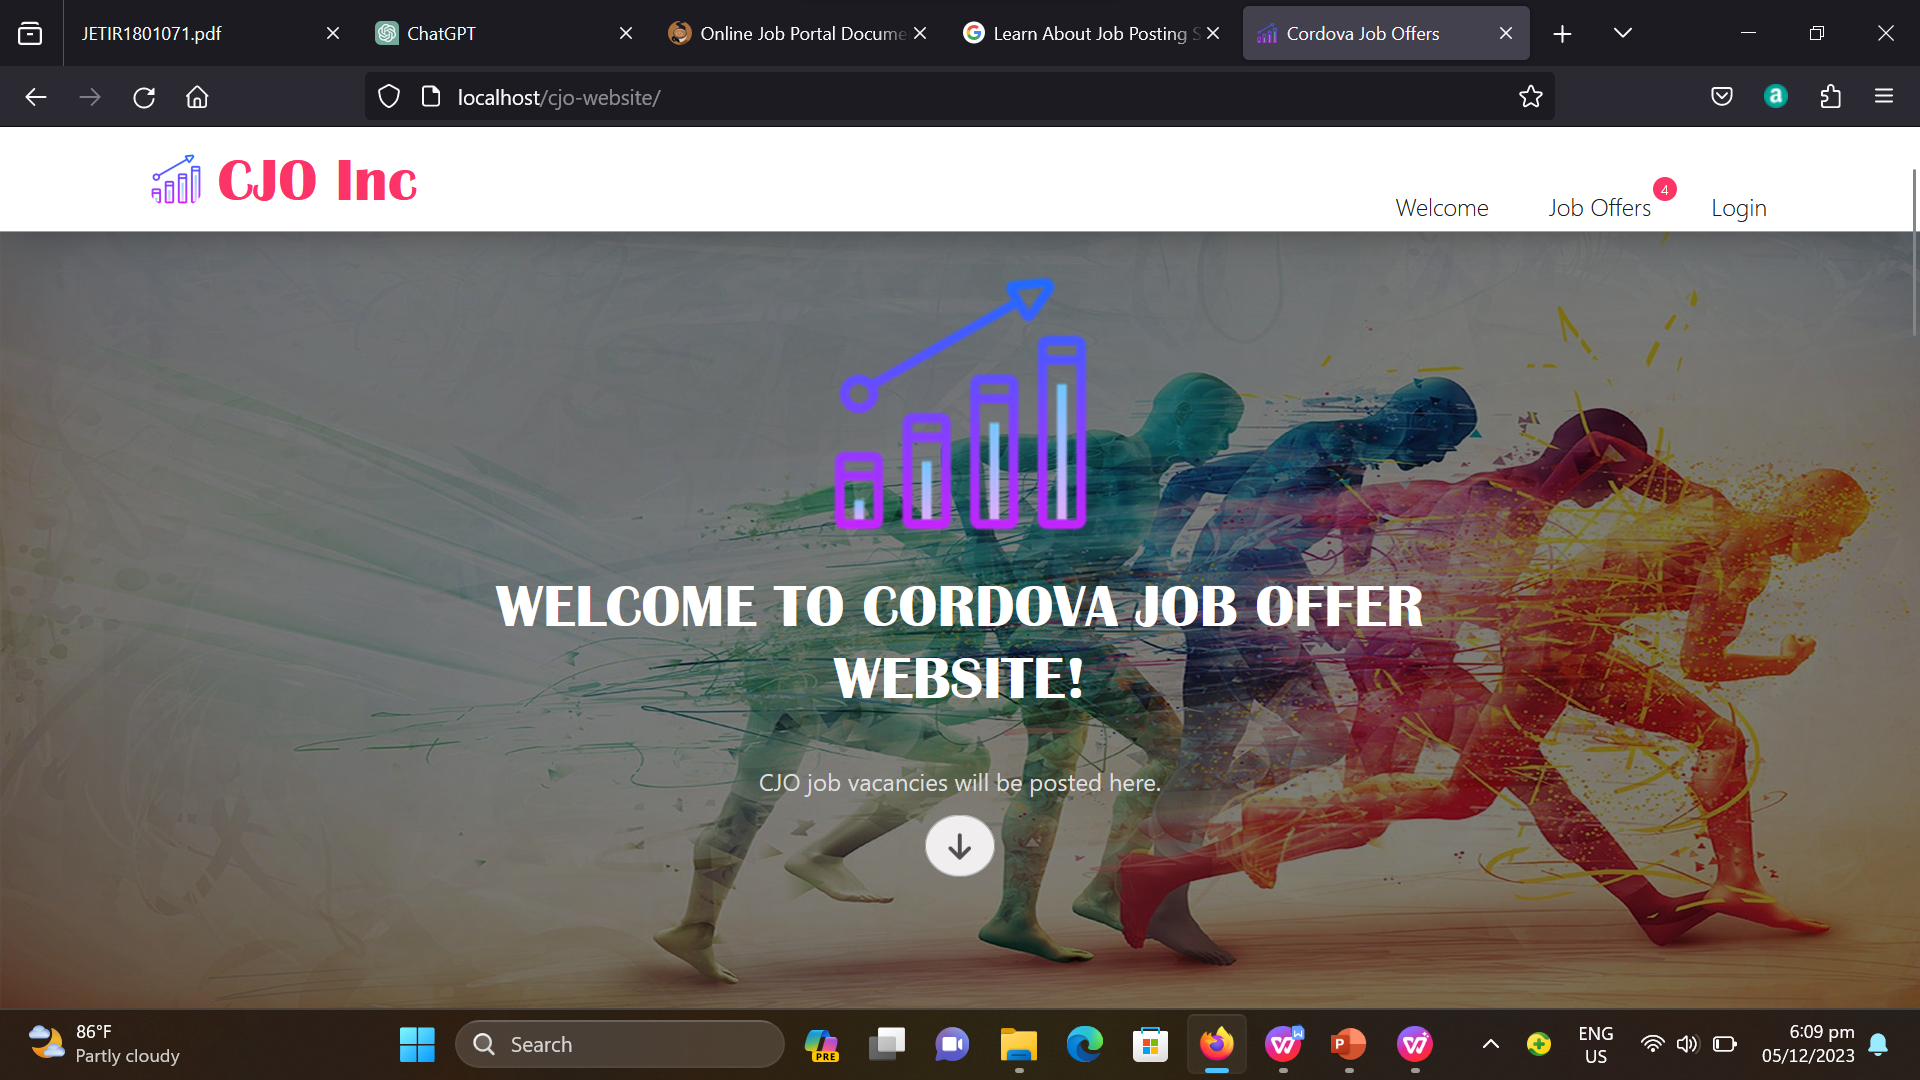 JETIR1801071.pdf
ChatGPT
Online Job Portal Docume
Learn About Job Posting S
Cordova Job Offers
localhost/cjo-website/
CJO Inc
Welcome
Job Offers
4
Login
WELCOME TO CORDOVA JOB OFFER
WEBSITE!
CJO job vacancies will be posted here.
86°F
Partly cloudy
Search
PRE
ENG
US
6:09 pm
05/12/2023